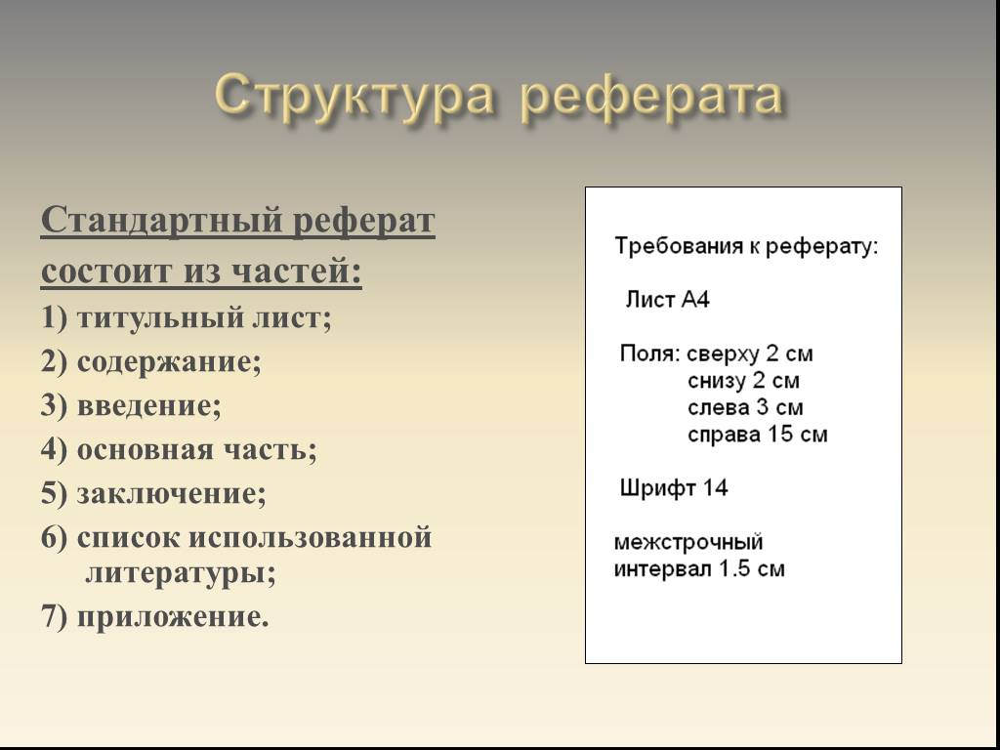 Структура реферата
Стандартный реферат
состоит из частей:
1) титульный лист;
2) содержание;
3) введение;
4) основная часть;
5) заключение;
6) список использованной
литературы;
7) приложение.
Требования к реферату:
Лист А4
Поля: сверху 2 см
снизу 2 см
слева 3 см
справа 15 см
Шрифт 14
межстрочный
интервал 1.5 см